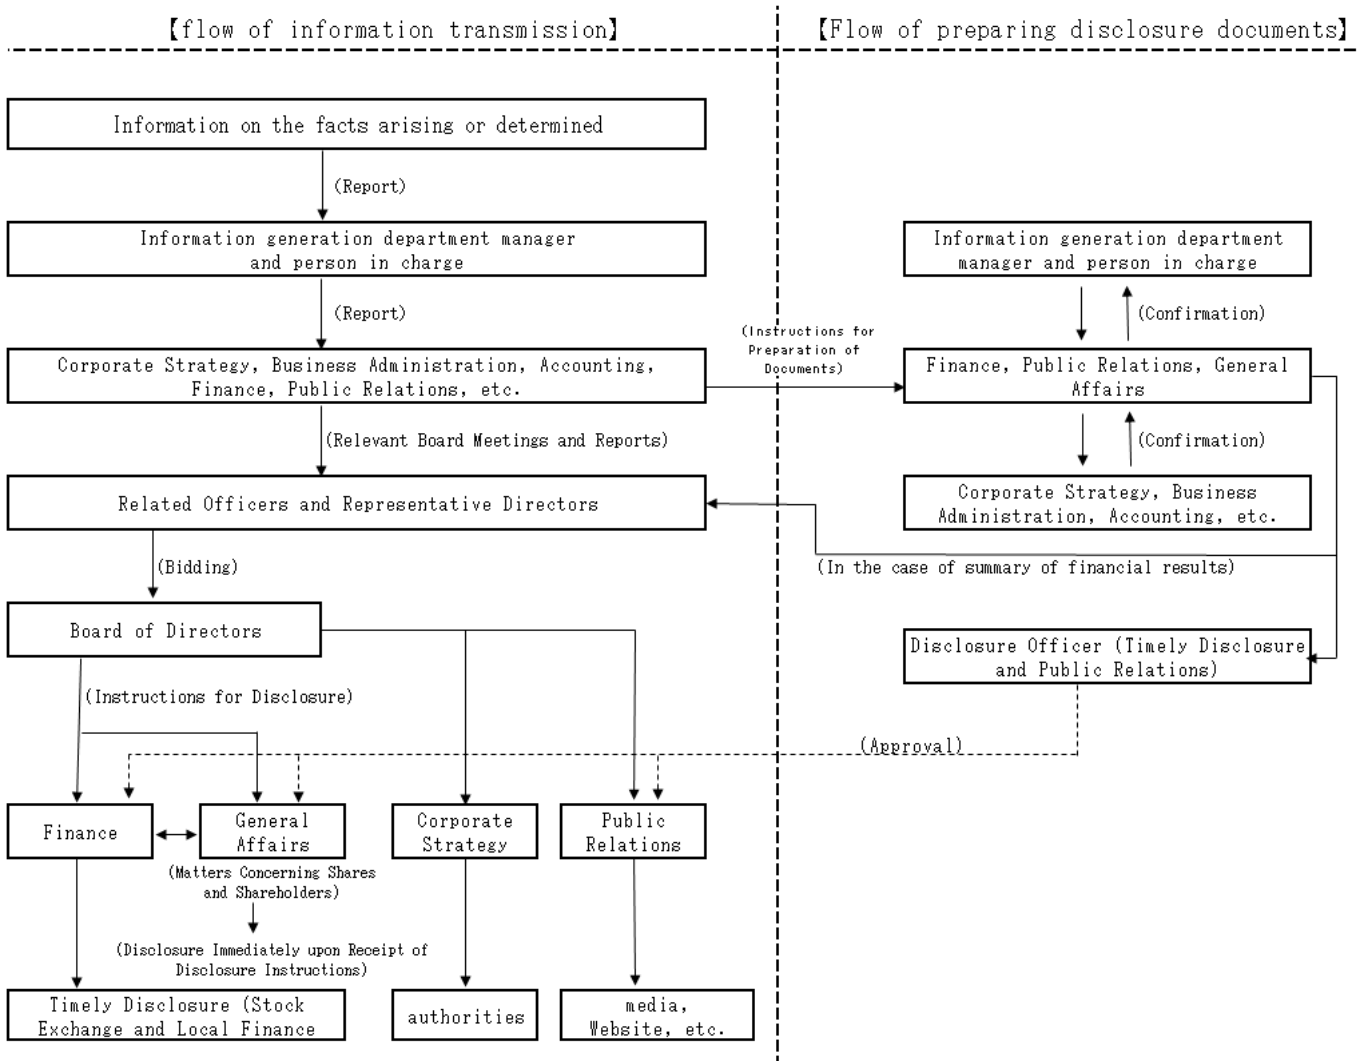 【flow of information transmission】
【Flow of preparing disclosure documents】
Information on the facts arising or determined
(Report)
Information generation department manager
and person in charge
(Report)
Corporate Strategy, Business Administration, Accounting,
Finance, Public Relations, etc.
(Relevant Board Meetings and Reports)
Related Officers and Representative Directors
(Bidding)
Board of Directors
(Instructions for Disclosure)
Finance
General
Affairs
Corporate
Strategy
Public
Relations
(Matters Concerning Shares
and Shareholders)
(Disclosure Immediately upon Receipt of
Disclosure Instructions)
Timely Disclosure (Stock
Exchange and Local Finance
authorities
media,
Website, etc.
(Instructions for
Preparation of
Documents)
Information generation department
manager and person in charge
(Confirmation)
Finance, Public Relations, General
Affairs
(Confirmation)
Corporate Strategy, Business
Administration, Accounting, etc.
(In the case of summary of financial results)
Disclosure Officer (Timely Disclosure
and Public Relations)
(Approval)